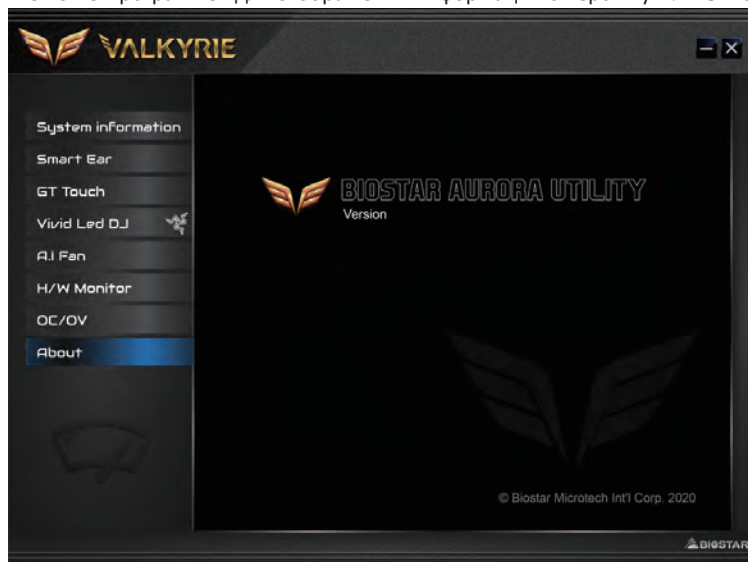 VALKYRIE
System information
Smart Ear
GT Touch
Vivid Led DJ
A.I Fan
H/W Monitor
OC/OV
About
BIOSTAR AURORA UTILITY
Version
© Biostar Microtech Int'l Corp. 2020
BIOSTAR